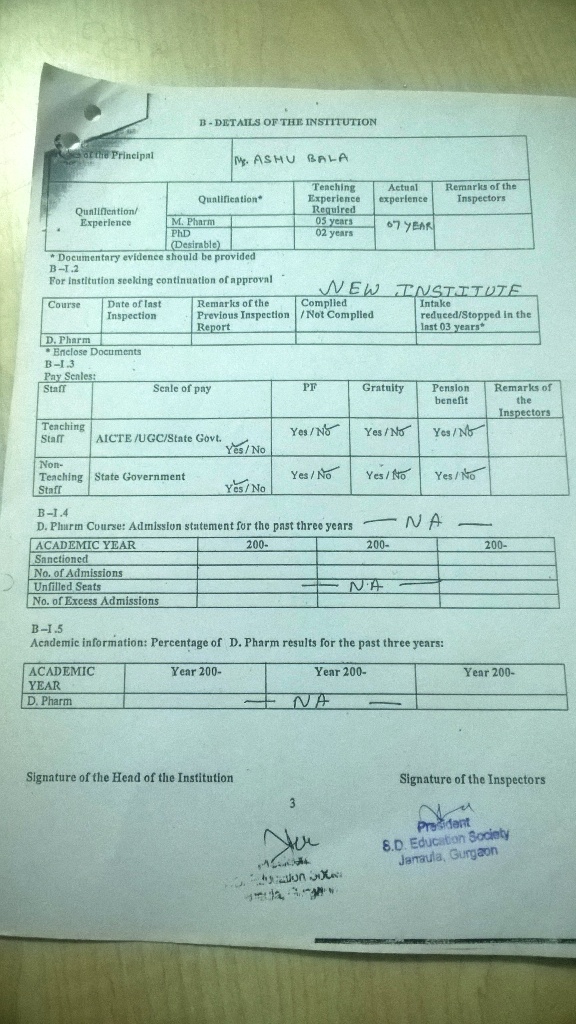 B - DETAILS OF THE INSTITUTION
of the Principal
Ms. ASHU BALA
Qualification/ Experience
Qualification*
Teaching Experience Required
Actual experience
Remarks of the Inspectors
M. Pharm
05 years
07 YEAR
PhD (Desirable)
02 years
* Documentary evidence should be provided
B –I.2
For institution seeking continuation of approval
NEW INSTITUTE
Course
Date of last Inspection
Remarks of the Previous Inspection Report
Complied / Not Complied
Intake reduced/Stopped in the last 03 years*
D. Pharm
* Enclose Documents
B –I.3
Pay Scales:
Staff
Scale of pay
PF
Gratuity
Pension benefit
Remarks of the Inspectors
Teaching Staff
AICTE /UGC/State Govt. Yes / No
Yes / No
Yes / No
Yes / No
Non-Teaching Staff
State Government Yes / No
Yes / No
Yes / No
Yes / No
B –I.4
D. Pharm Course: Admission statement for the past three years — NA —
ACADEMIC YEAR
200-
200-
200-
Sanctioned
No. of Admissions
Unfilled Seats
— N.A —
No. of Excess Admissions
B –I.5
Academic information: Percentage of D. Pharm results for the past three years:
ACADEMIC YEAR
Year 200-
Year 200-
Year 200-
D. Pharm
— NA —
Signature of the Head of the Institution
Signature of the Inspectors
3
President
S.D. Education Society
Jarraula, Gurgaon